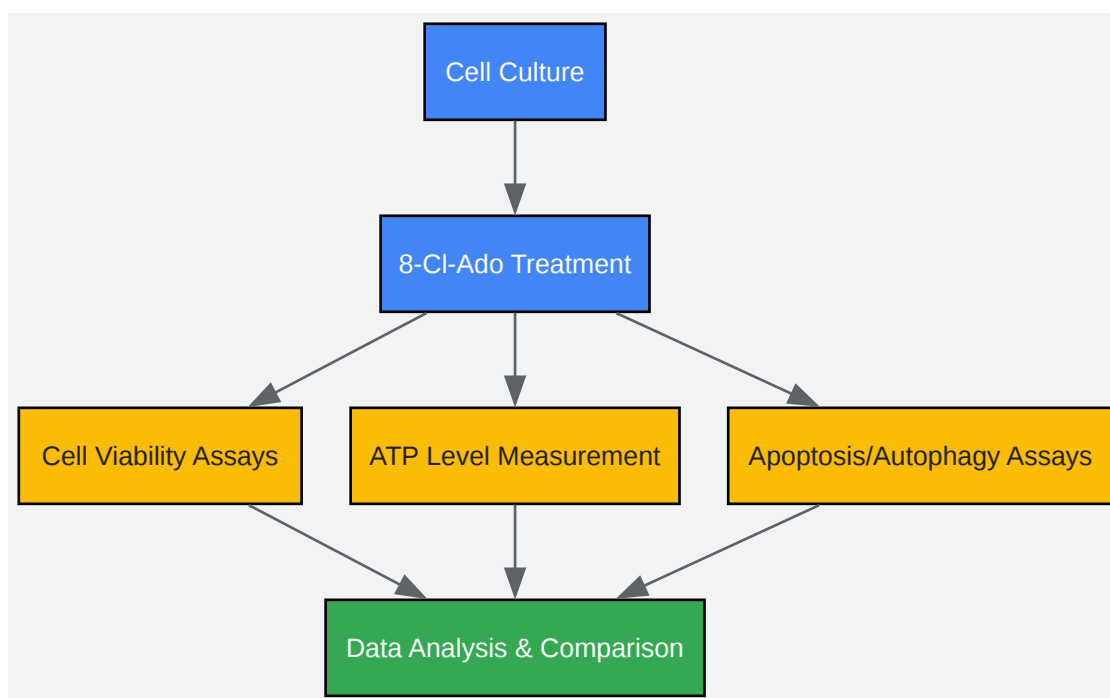 Cell Culture
8-Cl-Ado Treatment
Cell Viability Assays
ATP Level Measurement
Apoptosis/Autophagy Assays
Data Analysis & Comparison